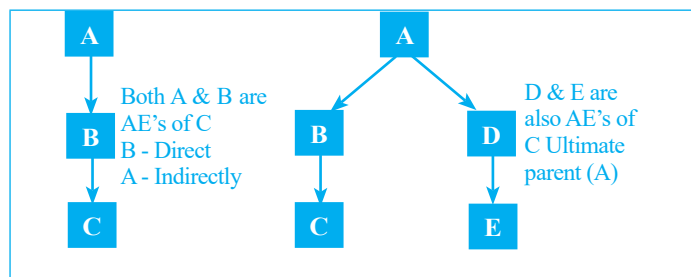 A
Both A & B are
AE’s of C
B - Direct
A - Indirectly
B
C
A
B
D
D & E are
also AE’s of
C Ultimate
parent (A)
C
E